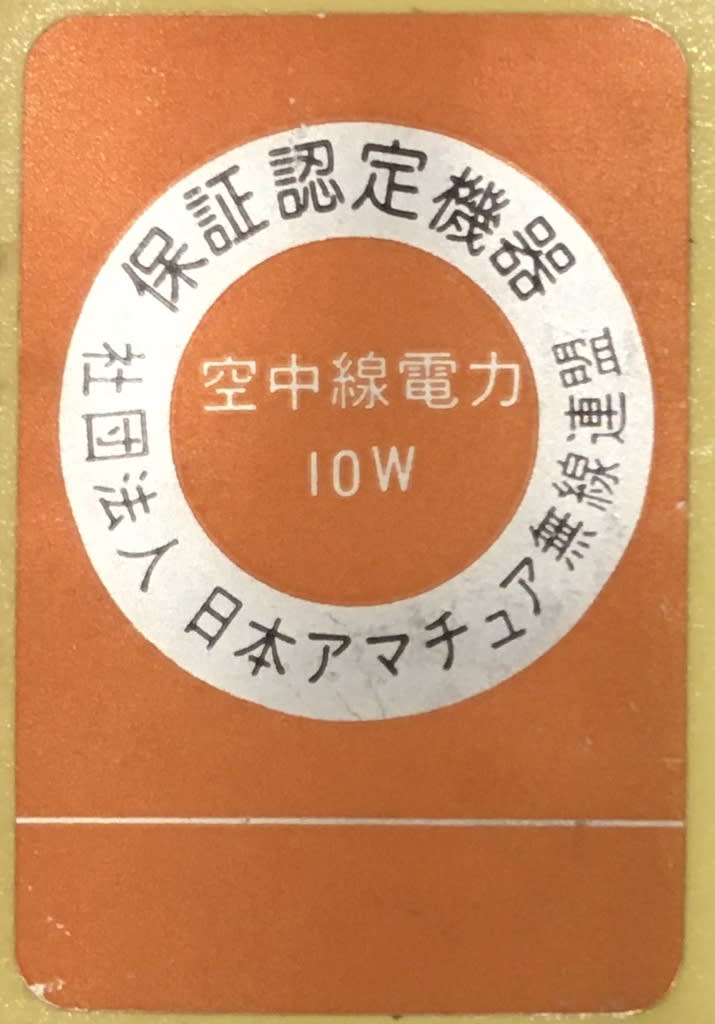 保証認定機器
空中線電力
10W
社団法人 日本アマチュア無線連盟